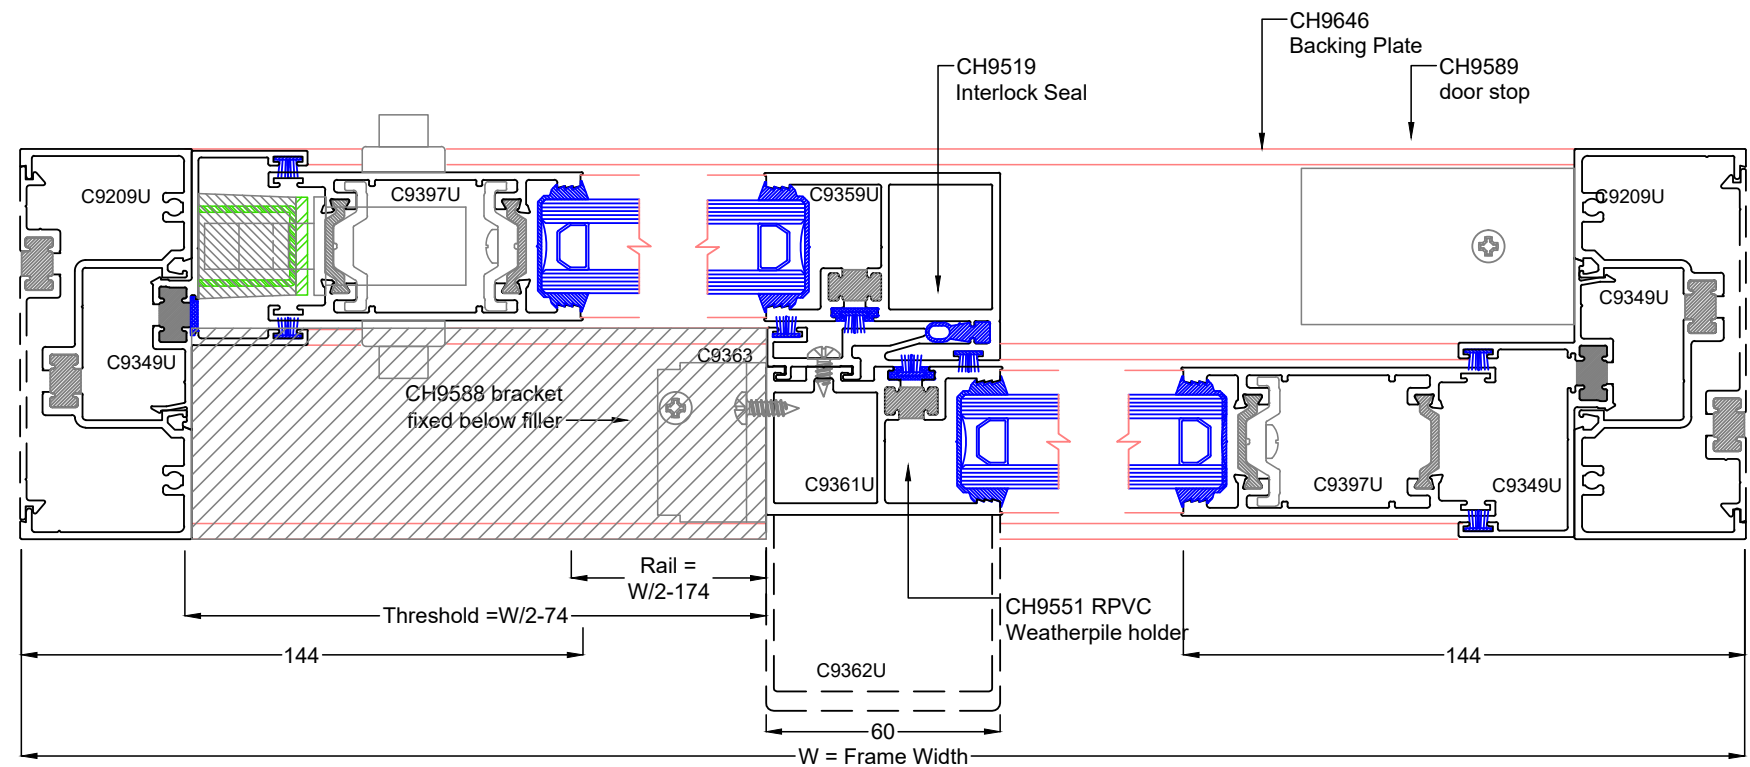 CH9646
Backing Plate
CH9519
Interlock Seal
CH9589
door stop
C9209U
C9397U
C9359U
C9209U
C9349U
C9349U
C9363
CH9588 bracket
fixed below filler
C9361U
C9397U
C9349U
Rail =
W/2-174
Threshold =W/2-74
CH9551 RPVC
Weatherpile holder
144
144
C9362U
60
W = Frame Width